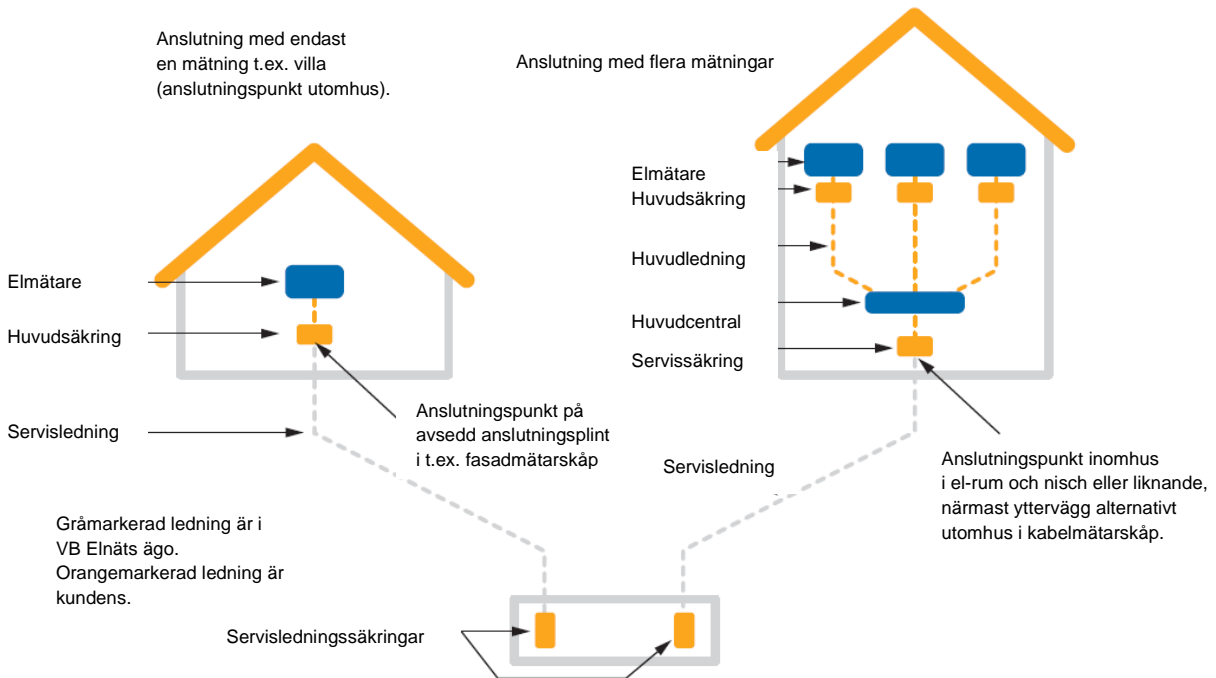 Anslutning med endast
en mätning t.ex. villa
(anslutningspunkt utomhus).
Anslutning med flera mätningar
Elmätare
Huvudsäkring
Huvudledning
Huvudcentral
Servissäkring
Elmätare
Huvudsäkring
Servisledning
Anslutningspunkt på
avsedd anslutningsplint
i t.ex. fasadmätarskåp
Servisledning
Anslutningspunkt inomhus
i el-rum och nisch eller liknande,
närmast yttervägg alternativt
utomhus i kabelmätarskåp.
Gråmarkerad ledning är i
VB Elnäts ägo.
Orangemarkerad ledning är
kundens.
Servisledningssäkringar